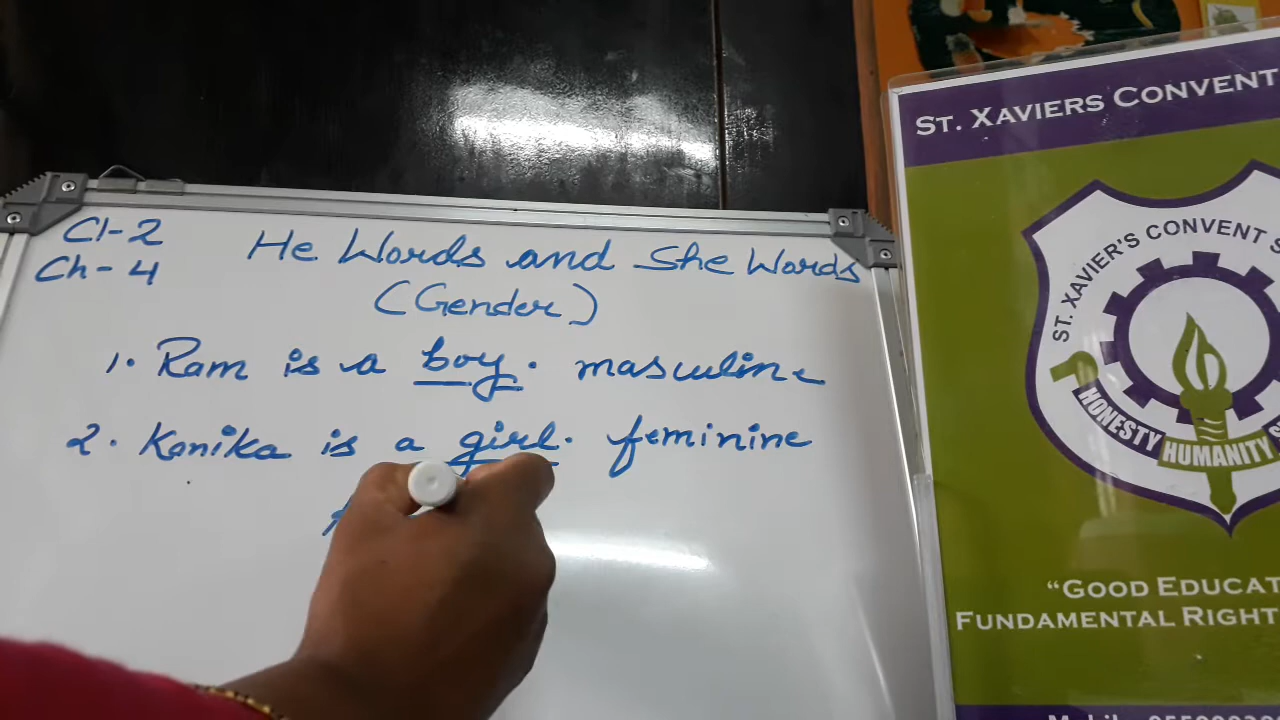 Cl-2
Ch-4
He Words and She Words
(Gender)
1. Ram is a boy. masculine
2. Kanika is a girl. feminine
ST. XAVIERS CONVENT
ST. XAVIER'S CONVENT
HONESTY
HUMANITY
"GOOD EDUCAT
FUNDAMENTAL RIGHT